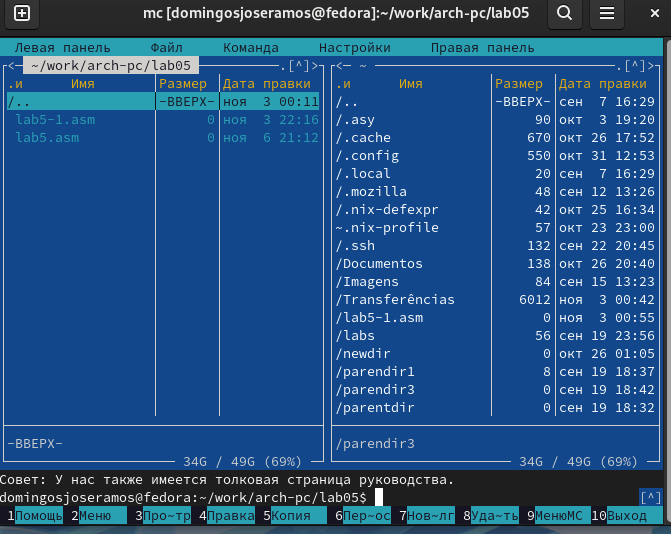 mc [domingosjoseramos@fedora]:~/work/arch-pc/lab05
Левая панель Файл Команда Настройки Правая панель
<─ ~/work/arch-pc/lab05 .[^]>
.и Имя Размер Дата правки
/.. -ВВЕРХ- ноя 3 00:11
lab5-1.asm 0 ноя 3 22:16
lab5.asm 0 ноя 6 21:12
-ВВЕРХ-
34G / 49G (69%)
<─ ~ .[^]>
.и Имя Размер Дата правки
/.. -ВВЕРХ- сен 7 16:29
/.asy 90 окт 3 19:20
/.cache 670 окт 26 17:52
/.config 550 окт 31 12:53
/.local 20 сен 7 16:29
/.mozilla 48 сен 12 13:26
/.nix-defexpr 42 окт 25 16:34
~.nix-profile 57 окт 23 23:00
/.ssh 132 сен 22 20:45
/Documentos 138 окт 26 20:40
/Imagens 84 сен 15 13:23
/Transferências 6012 ноя 3 00:42
/lab5-1.asm 0 ноя 3 00:55
/labs 56 сен 19 23:56
/newdir 0 окт 26 01:05
/parendir1 8 сен 19 18:37
/parendir3 0 сен 19 18:42
/parentdir 0 сен 19 18:32
/parendir3
34G / 49G (69%)
Совет: У нас также имеется толковая страница руководства.
domingosjoseramos@fedora:~/work/arch-pc/lab05$ [^]
1Помощь 2Меню 3Про~тр 4Правка 5Копия 6Пер~ос 7Нов~лг 8Уда~ть 9МенюМС 10Выход